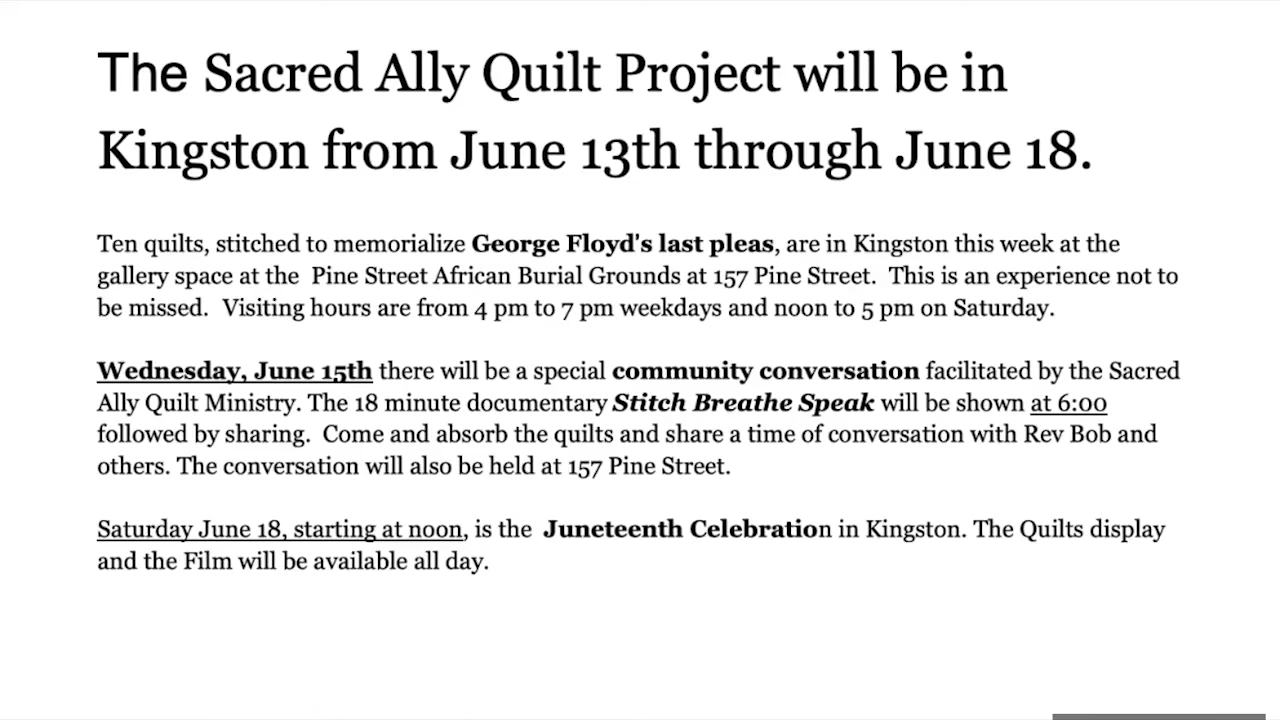 The Sacred Ally Quilt Project will be in
Kingston from June 13th through June 18.
Ten quilts, stitched to memorialize George Floyd's last pleas, are in Kingston this week at the
gallery space at the  Pine Street African Burial Grounds at 157 Pine Street.  This is an experience not to
be missed.  Visiting hours are from 4 pm to 7 pm weekdays and noon to 5 pm on Saturday.
Wednesday, June 15th there will be a special community conversation facilitated by the Sacred
Ally Quilt Ministry. The 18 minute documentary Stitch Breathe Speak will be shown at 6:00
followed by sharing.  Come and absorb the quilts and share a time of conversation with Rev Bob and
others. The conversation will also be held at 157 Pine Street.
Saturday June 18, starting at noon, is the  Juneteenth Celebration in Kingston. The Quilts display
and the Film will be available all day.